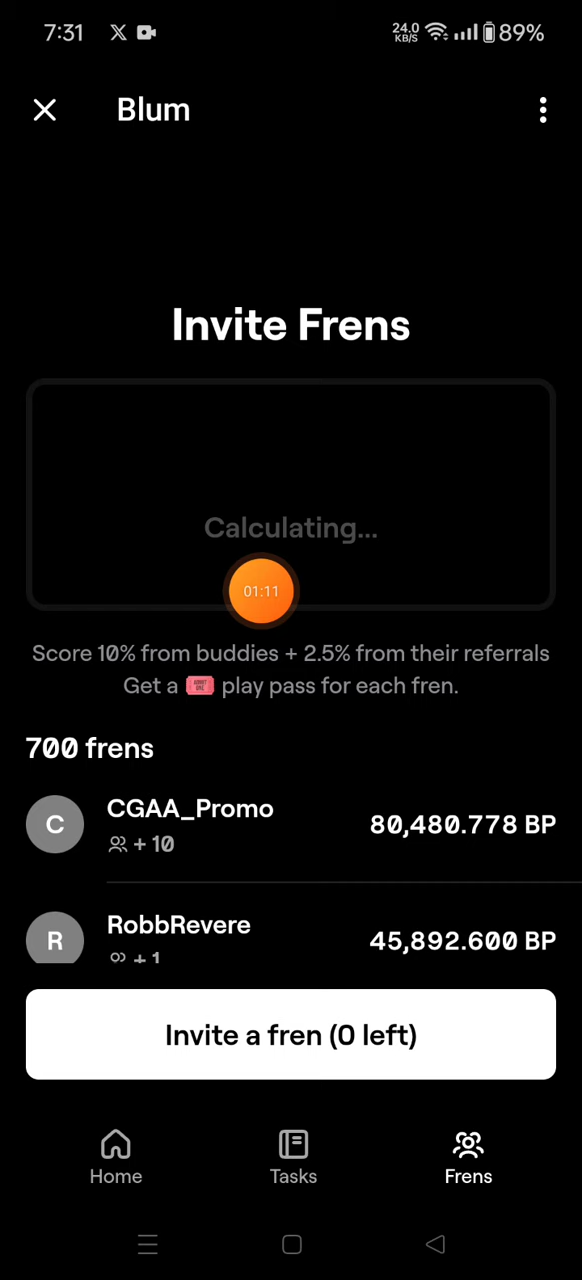 7:31 24.0 KB/S 89%
Blum
Invite Frens
Calculating...
01:11
Score 10% from buddies + 2.5% from their referrals
Get a play pass for each fren.
700 frens
C CGAA_Promo 80,480.778 BP
+ 10
R RobbRevere 45,892.600 BP
+ 1
Invite a fren (0 left)
Home Tasks Frens